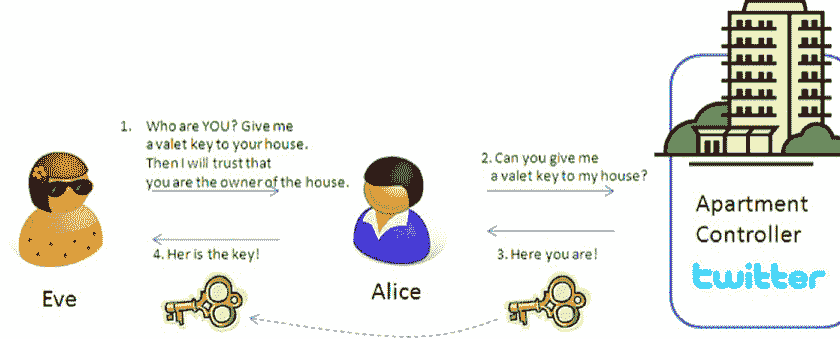 1. Who are YOU? Give me
a valet key to your house.
Then I will trust that
you are the owner of the house.
2. Can you give me
a valet key to my house?
4. Her is the key!
3. Here you are!
Eve
Alice
Apartment
Controller
twitter